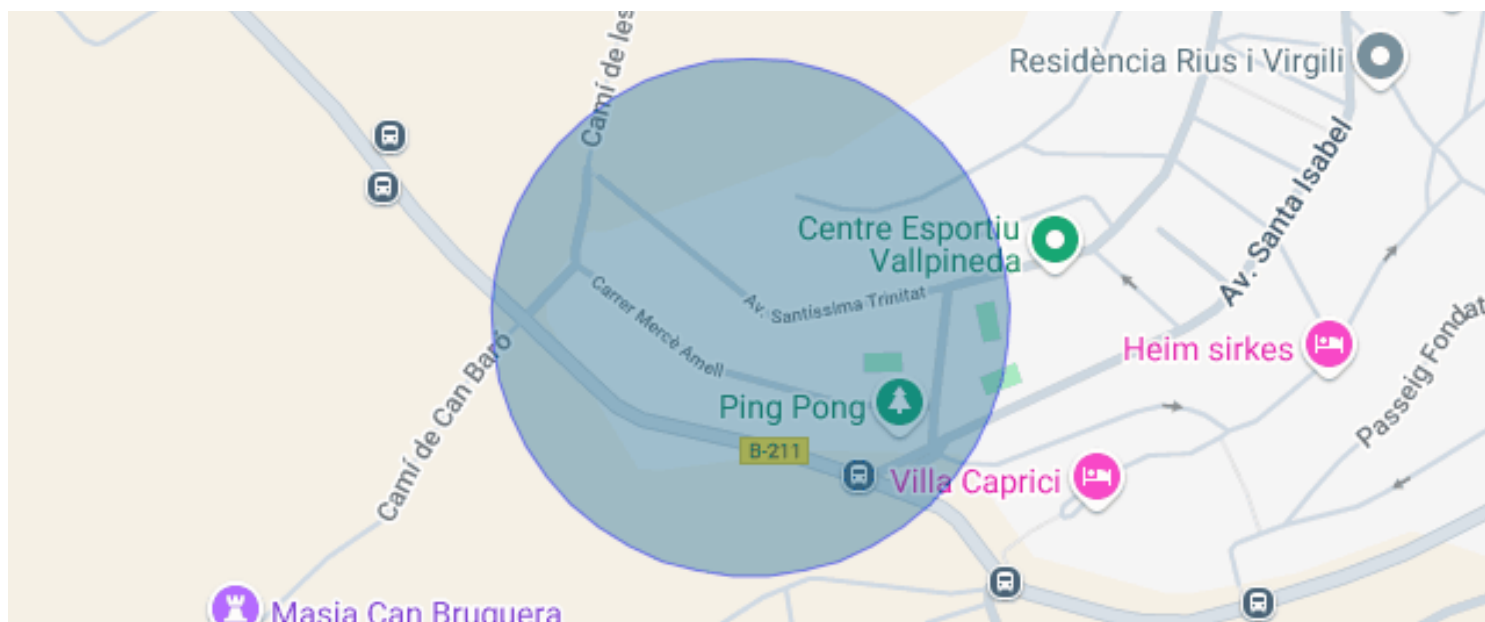 Camí de les
Residència Rius i Virgili
Av. Santa Isabel
Centre Esportiu
Vallpineda
Carrer Mercè Amell
Av. Santíssima Trinitat
Heim sirkes
Passeig Fondat
Camí de Can Baró
Ping Pong
B-211
Villa Caprici
Masia Can Bruguera